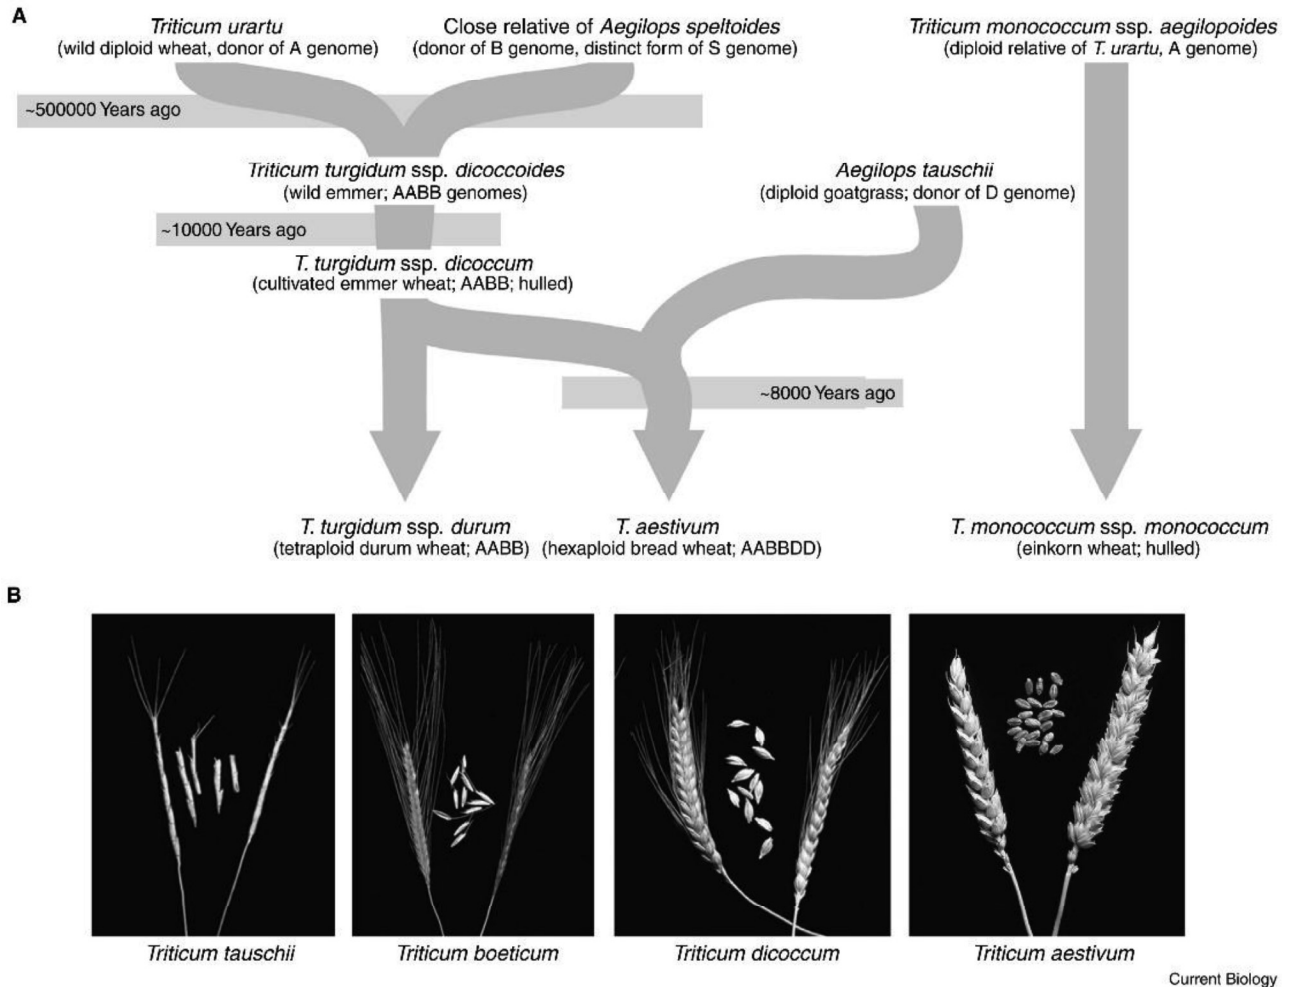 A
Triticum urartu
(wild diploid wheat, donor of A genome)
Close relative of Aegilops speltoides
(donor of B genome, distinct form of S genome)
Triticum monococcum ssp. aegilopoides
(diploid relative of T. urartu, A genome)
~500000 Years ago
Triticum turgidum ssp. dicoccoides
(wild emmer; AABB genomes)
Aegilops tauschii
(diploid goatgrass; donor of D genome)
~10000 Years ago
T. turgidum ssp. dicoccum
(cultivated emmer wheat; AABB; hulled)
~8000 Years ago
T. turgidum ssp. durum
(tetraploid durum wheat; AABB)
T. aestivum
(hexaploid bread wheat; AABBDD)
T. monococcum ssp. monococcum
(einkorn wheat; hulled)
B
Triticum tauschii
Triticum boeticum
Triticum dicoccum
Triticum aestivum
Current Biology